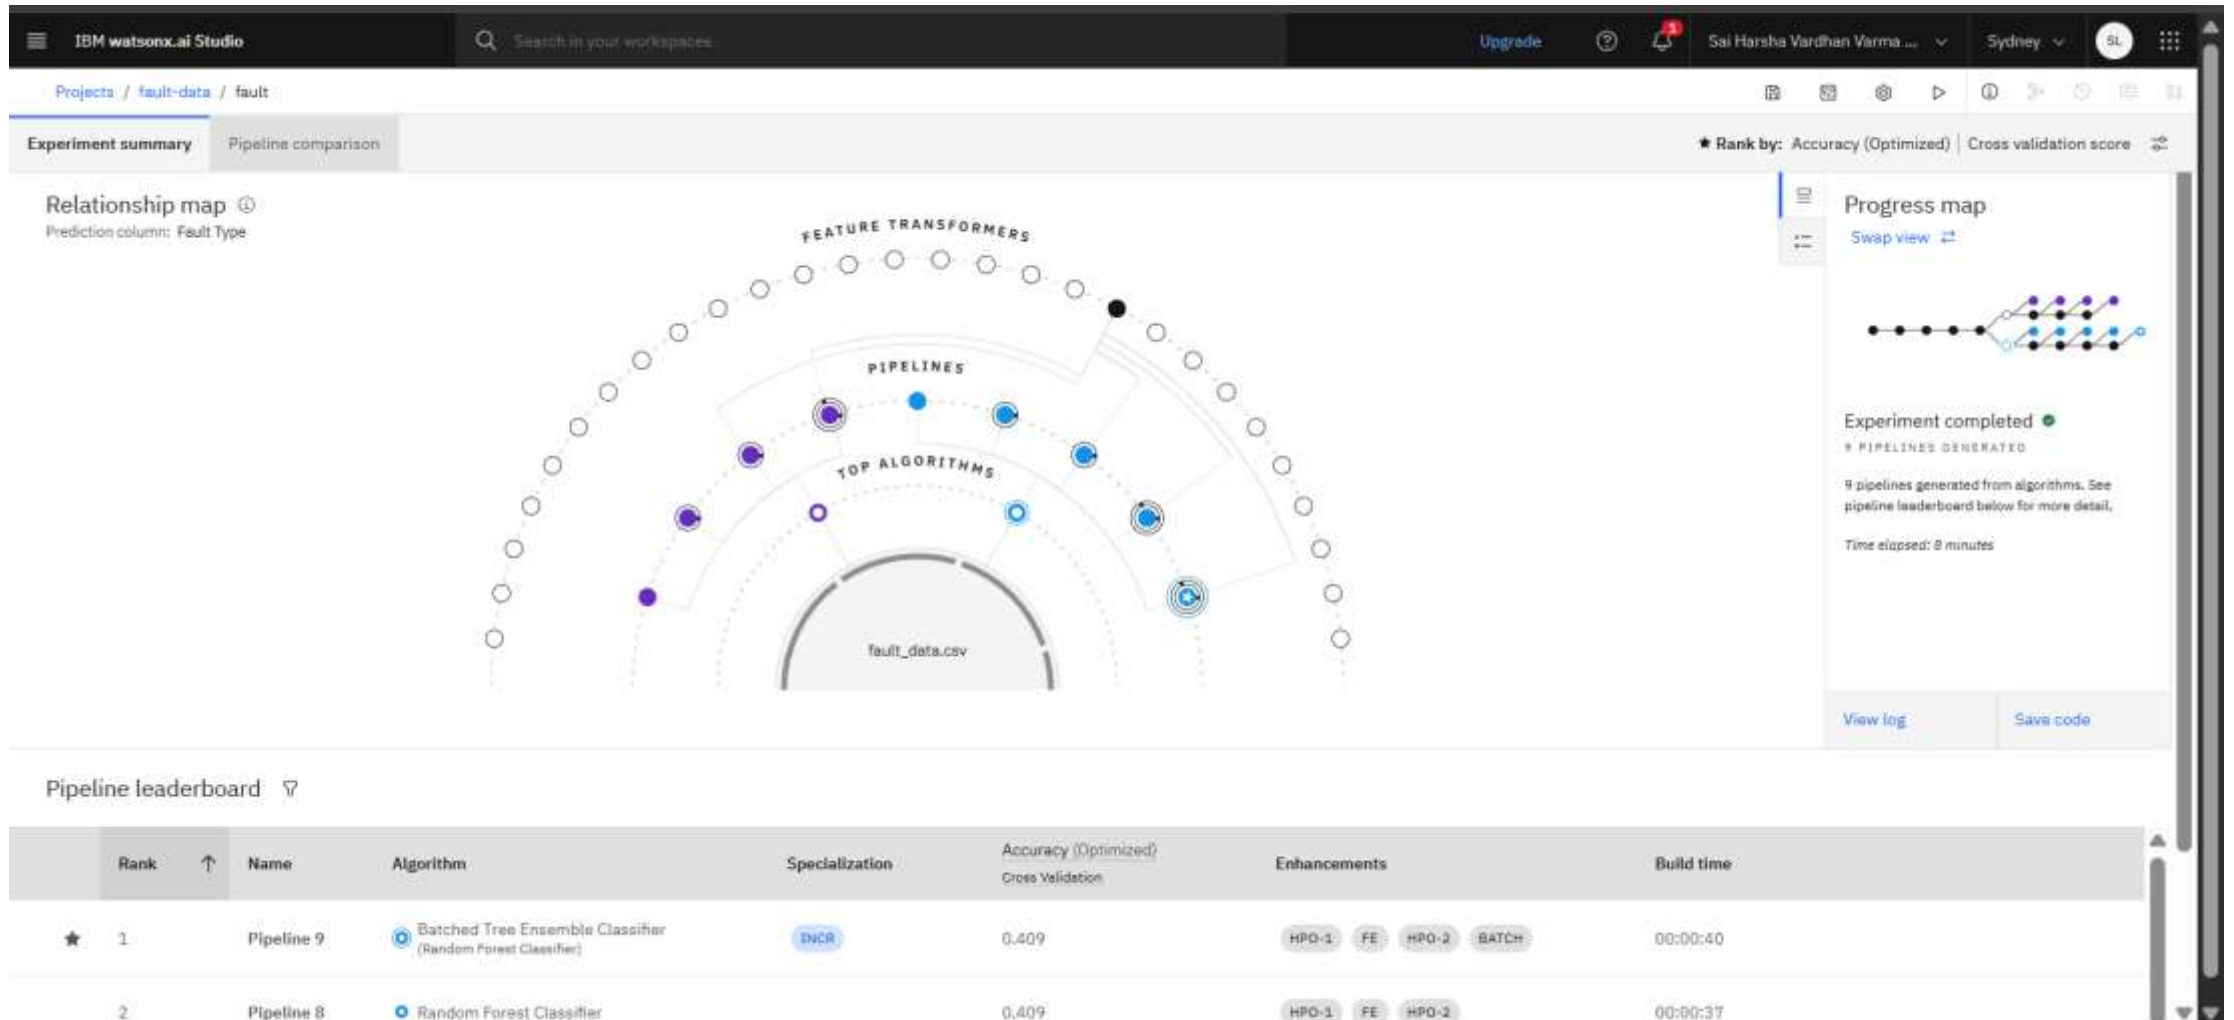 IBM watsonx.ai Studio
Search in your workspaces
Upgrade
Sai Harsha Vardhan Varma ...
Sydney
SL
Projects / fault-data / fault
Experiment summary
Pipeline comparison
Rank by: Accuracy (Optimized) | Cross validation score
Relationship map
Prediction column: Fault Type
FEATURE TRANSFORMERS
PIPELINES
TOP ALGORITHMS
fault_data.csv
Progress map
Swap view
Experiment completed
9 PIPELINES GENERATED
9 pipelines generated from algorithms. See
pipeline leaderboard below for more detail.
Time elapsed: 8 minutes
View log
Save code
Pipeline leaderboard
Rank Name Algorithm Specialization Accuracy (Optimized) Enhancements Build time
Cross Validation
1 Pipeline 9 Batched Tree Ensemble Classifier INCR 0.409 HPO-1 FE HPO-2 BATCH 00:00:40
(Random Forest Classifier)
2 Pipeline 8 Random Forest Classifier 0.409 HPO-1 FE HPO-2 00:00:37